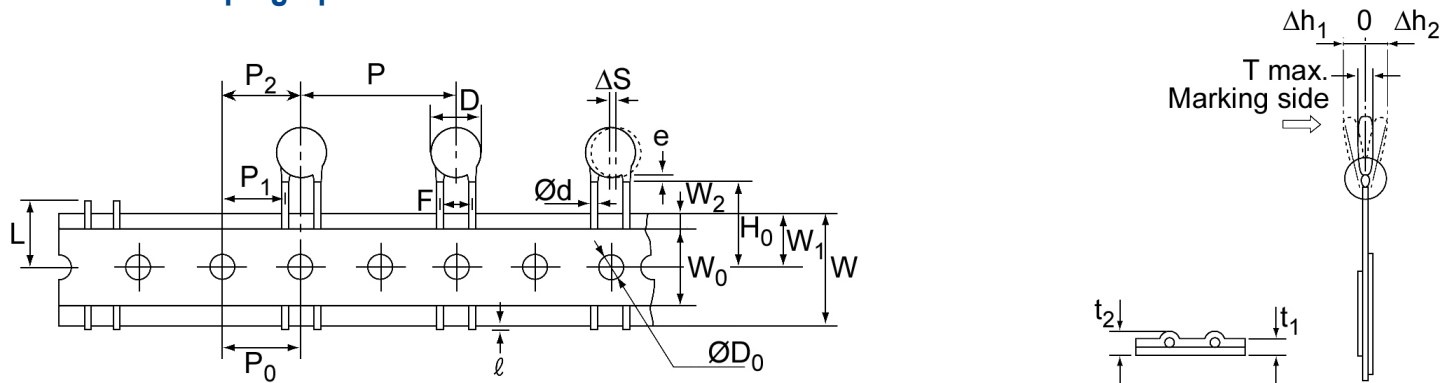 Δh1 0 Δh2
T max.
Marking side
P2 P ΔS
D
e
P1
F
Ød
W2
L
H0
W1
W0
W
t2
t1
P0
ℓ
ØD0